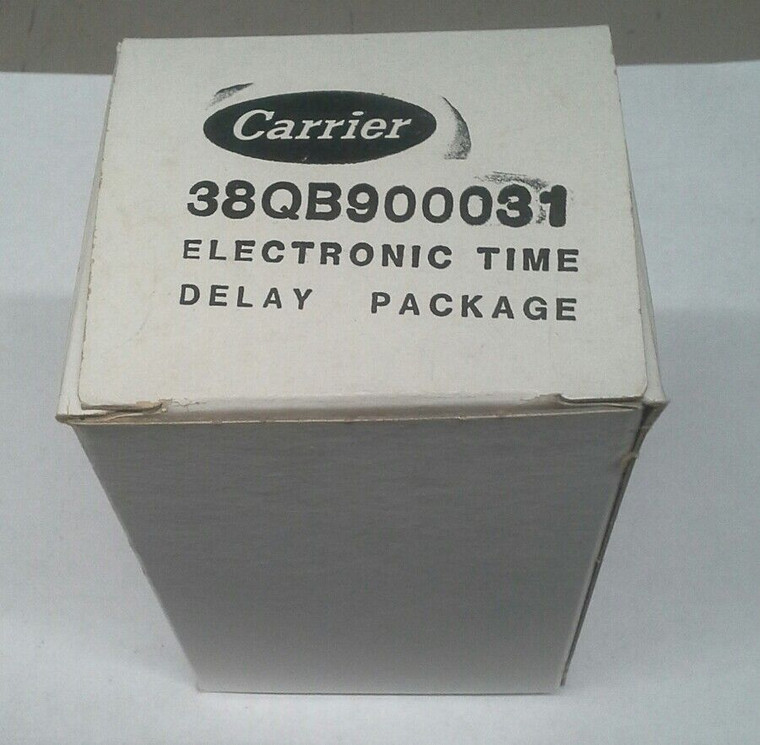 Carrier
38QB900031
ELECTRONIC TIME
DELAY PACKAGE